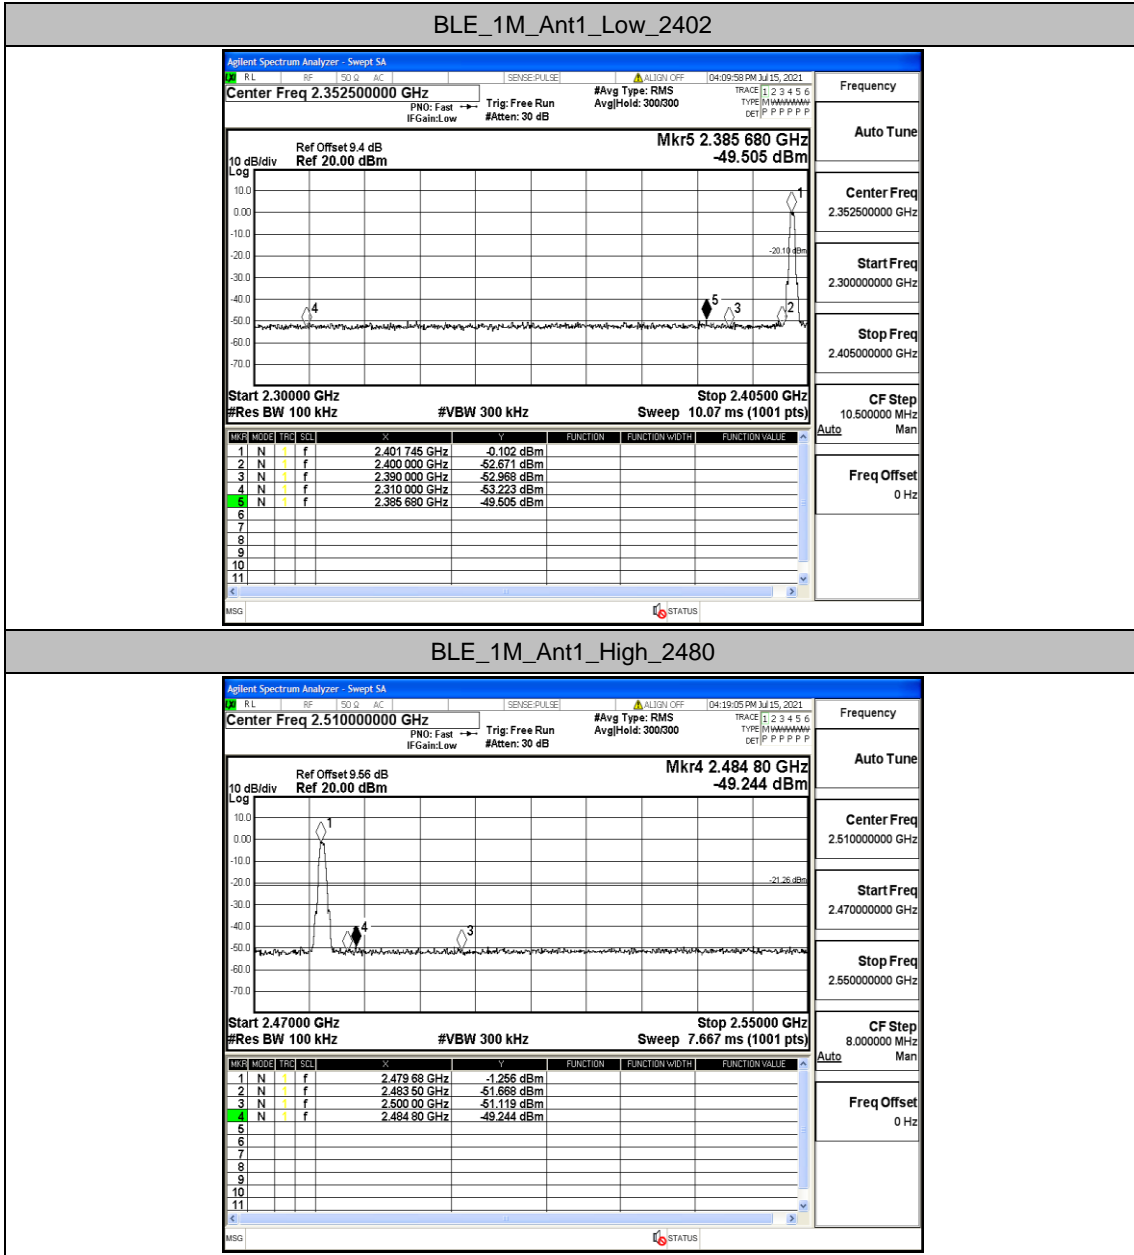 BLE_1M_Ant1_Low_2402
Agilent Spectrum Analyzer - Swept SA
LXI RL RF 50 Ω AC SENSE:PULSE ALIGN OFF 04:09:58 PM Jul 15, 2021
Center Freq 2.352500000 GHz
PNO: Fast
IFGain:Low
Trig: Free Run
#Atten: 30 dB
#Avg Type: RMS
Avg|Hold: 300/300
TRACE 1 2 3 4 5 6
TYPE M WWWWW
DET P P P P P P
Ref Offset 9.4 dB
10 dB/div Ref 20.00 dBm
Log
Mkr5 2.385 680 GHz
-49.505 dBm
10.0
0.00
-10.0
-20.0
-30.0
-40.0
-50.0
-60.0
-70.0
1
-20.10 dBm
4
5
3
2
Start 2.30000 GHz Stop 2.40500 GHz
#Res BW 100 kHz #VBW 300 kHz Sweep 10.07 ms (1001 pts)
MKR MODE TRC SCL X Y FUNCTION FUNCTION WIDTH FUNCTION VALUE
1 N 1 f 2.401 745 GHz -0.102 dBm
2 N 1 f 2.400 000 GHz -52.671 dBm
3 N 1 f 2.390 000 GHz -52.968 dBm
4 N 1 f 2.310 000 GHz -53.223 dBm
5 N 1 f 2.385 680 GHz -49.505 dBm
6
7
8
9
10
11
MSG STATUS
Frequency
Auto Tune
Center Freq
2.352500000 GHz
Start Freq
2.300000000 GHz
Stop Freq
2.405000000 GHz
CF Step
10.500000 MHz
Auto Man
Freq Offset
0 Hz
BLE_1M_Ant1_High_2480
Agilent Spectrum Analyzer - Swept SA
LXI RL RF 50 Ω AC SENSE:PULSE ALIGN OFF 04:19:05 PM Jul 15, 2021
Center Freq 2.510000000 GHz
PNO: Fast
IFGain:Low
Trig: Free Run
#Atten: 30 dB
#Avg Type: RMS
Avg|Hold: 300/300
TRACE 1 2 3 4 5 6
TYPE M WWWWW
DET P P P P P P
Ref Offset 9.56 dB
10 dB/div Ref 20.00 dBm
Log
Mkr4 2.484 80 GHz
-49.244 dBm
10.0
0.00
-10.0
-20.0
-30.0
-40.0
-50.0
-60.0
-70.0
1
-21.26 dBm
4
3
Start 2.47000 GHz Stop 2.55000 GHz
#Res BW 100 kHz #VBW 300 kHz Sweep 7.667 ms (1001 pts)
MKR MODE TRC SCL X Y FUNCTION FUNCTION WIDTH FUNCTION VALUE
1 N 1 f 2.479 68 GHz -1.256 dBm
2 N 1 f 2.483 50 GHz -51.668 dBm
3 N 1 f 2.500 00 GHz -51.119 dBm
4 N 1 f 2.484 80 GHz -49.244 dBm
5
6
7
8
9
10
11
MSG STATUS
Frequency
Auto Tune
Center Freq
2.510000000 GHz
Start Freq
2.470000000 GHz
Stop Freq
2.550000000 GHz
CF Step
8.000000 MHz
Auto Man
Freq Offset
0 Hz